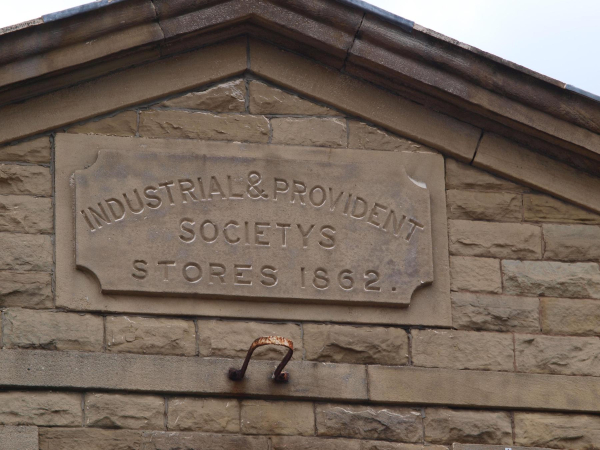 INDUSTRIAL & PROVIDENT
SOCIETYS
STORES 1862.